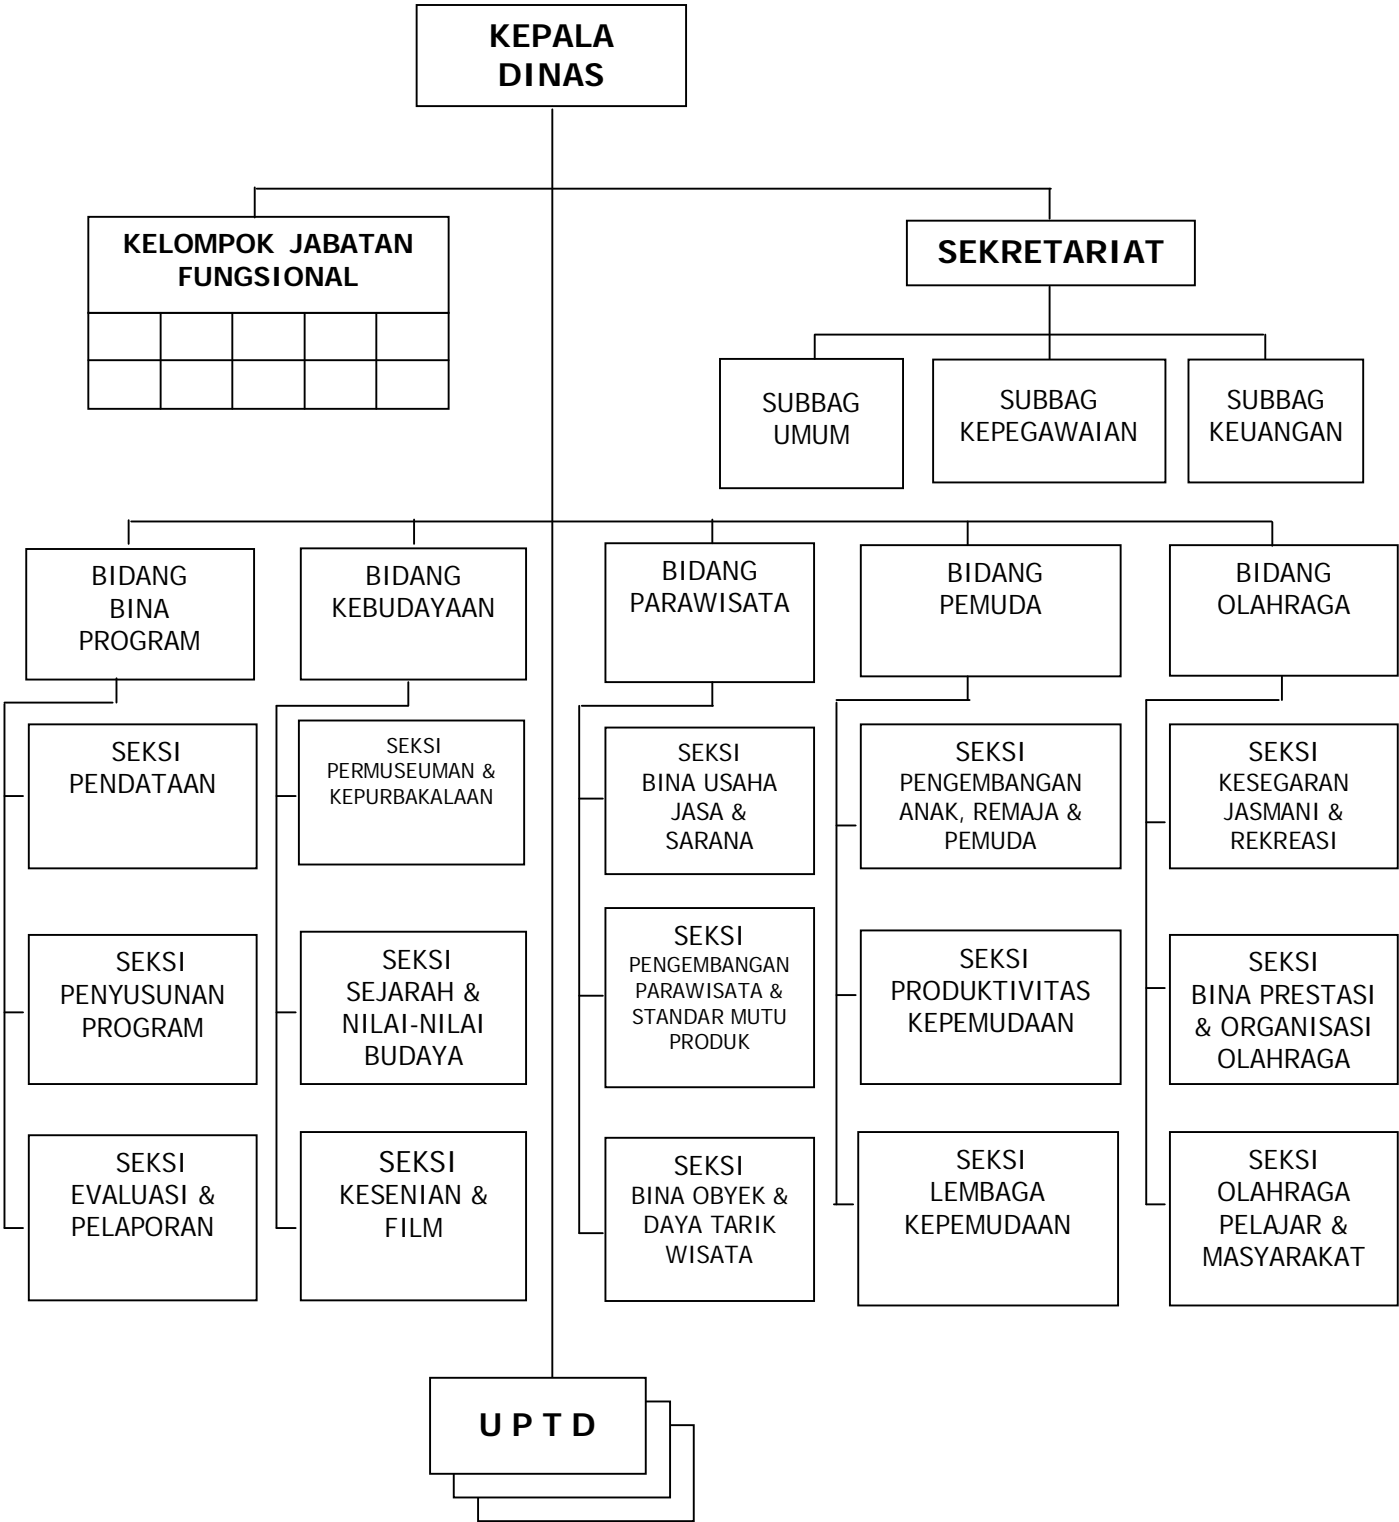 KEPALA
DINAS
KELOMPOK JABATAN
FUNGSIONAL
SEKRETARIAT
SUBBAG
UMUM
SUBBAG
KEPEGAWAIAN
SUBBAG
KEUANGAN
BIDANG
BINA
PROGRAM
BIDANG
KEBUDAYAAN
BIDANG
PARAWISATA
BIDANG
PEMUDA
BIDANG
OLAHRAGA
SEKSI
PENDATAAN
SEKSI
PERMUSEUMAN &
KEPURBAKALAAN
SEKSI
BINA USAHA
JASA &
SARANA
SEKSI
PENGEMBANGAN
ANAK, REMAJA &
PEMUDA
SEKSI
KESEGARAN
JASMANI &
REKREASI
SEKSI
PENYUSUNAN
PROGRAM
SEKSI
SEJARAH &
NILAI-NILAI
BUDAYA
SEKSI
PENGEMBANGAN
PARAWISATA &
STANDAR MUTU
PRODUK
SEKSI
PRODUKTIVITAS
KEPEMUDAAN
SEKSI
BINA PRESTASI
& ORGANISASI
OLAHRAGA
SEKSI
EVALUASI &
PELAPORAN
SEKSI
KESENIAN &
FILM
SEKSI
BINA OBYEK &
DAYA TARIK
WISATA
SEKSI
LEMBAGA
KEPEMUDAAN
SEKSI
OLAHRAGA
PELAJAR &
MASYARAKAT
U P T D